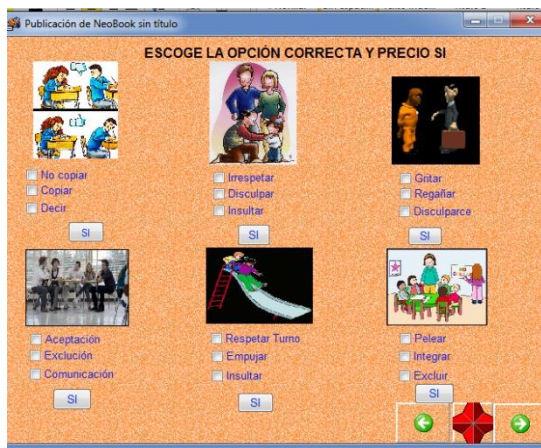 Publicación de NeoBook sin título
ESCOGE LA OPCIÓN CORRECTA Y PRECIO SI
No copiar
Copiar
Decir
SI
Irrespetar
Disculpar
Insultar
SI
Gritar
Regañar
Disculparce
SI
Aceptación
Exclución
Comunicación
SI
Respetar Turno
Empujar
Insultar
SI
Pelear
Integrar
Excluir
SI